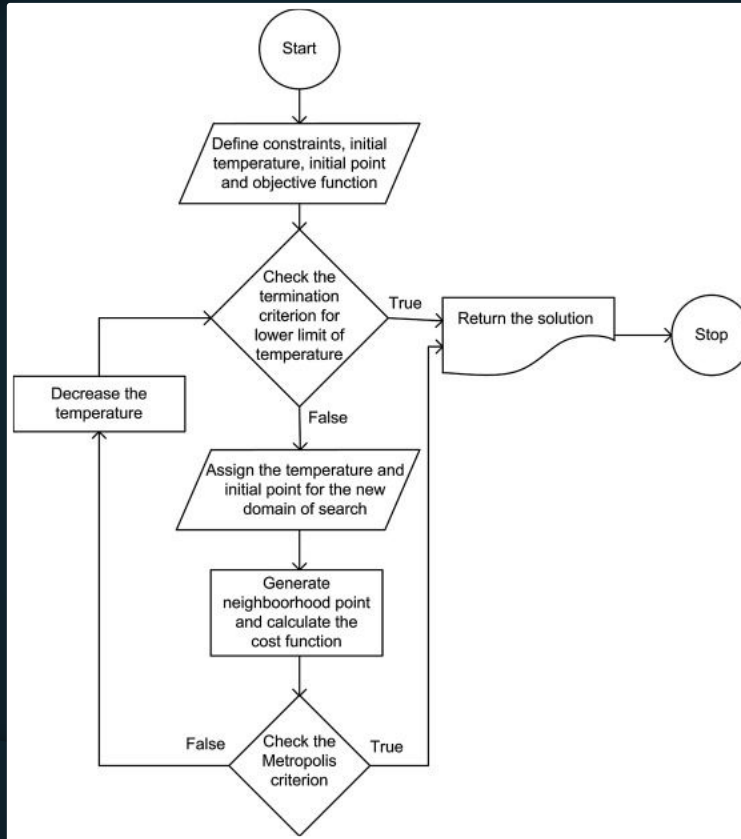 Start
Define constraints, initial
temperature, initial point
and objective function
Check the
termination
criterion for
lower limit of
temperature
True
Return the solution
Stop
Decrease the
temperature
False
Assign the temperature and
initial point for the new
domain of search
Generate
neighboorhood point
and calculate the
cost function
False
Check the
Metropolis
criterion
True